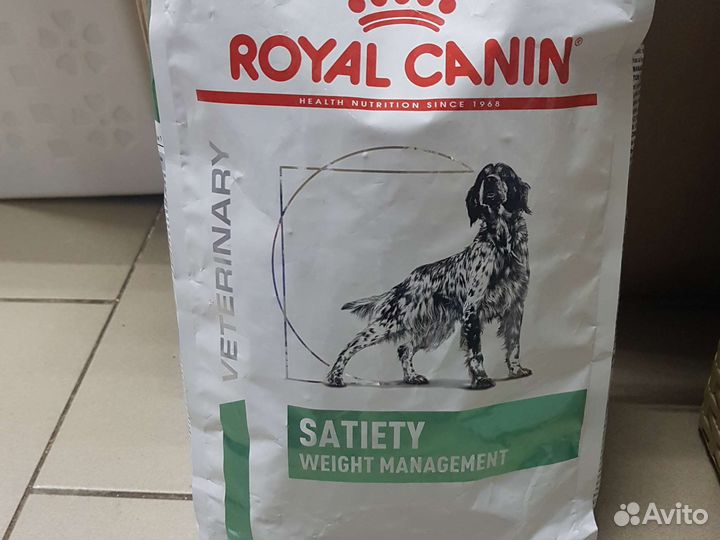 ROYAL CANIN®
HEALTH NUTRITION SINCE 1968
VETERINARY
SATIETY
WEIGHT MANAGEMENT
Avito